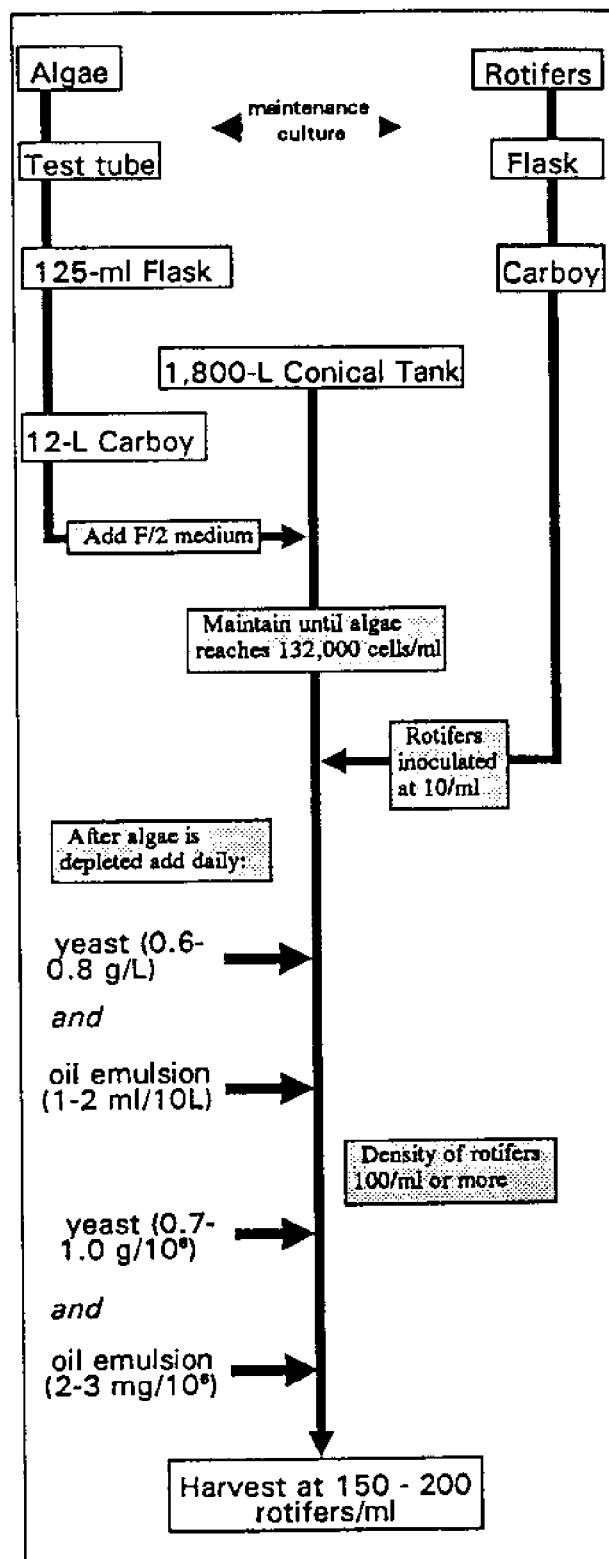 Algae
Rotifers
maintenance
culture
Test tube
Flask
125-ml Flask
Carboy
1,800-L Conical Tank
12-L Carboy
Add F/2 medium
Maintain until algae
reaches 132,000 cells/ml
Rotifers
inoculated
at 10/ml
After algae is
depleted add daily:
yeast (0.6-
0.8 g/L)
and
oil emulsion
(1-2 ml/10L)
Density of rotifers
100/ml or more
yeast (0.7-
1.0 g/10⁶)
and
oil emulsion
(2-3 mg/10⁶)
Harvest at 150 - 200
rotifers/ml